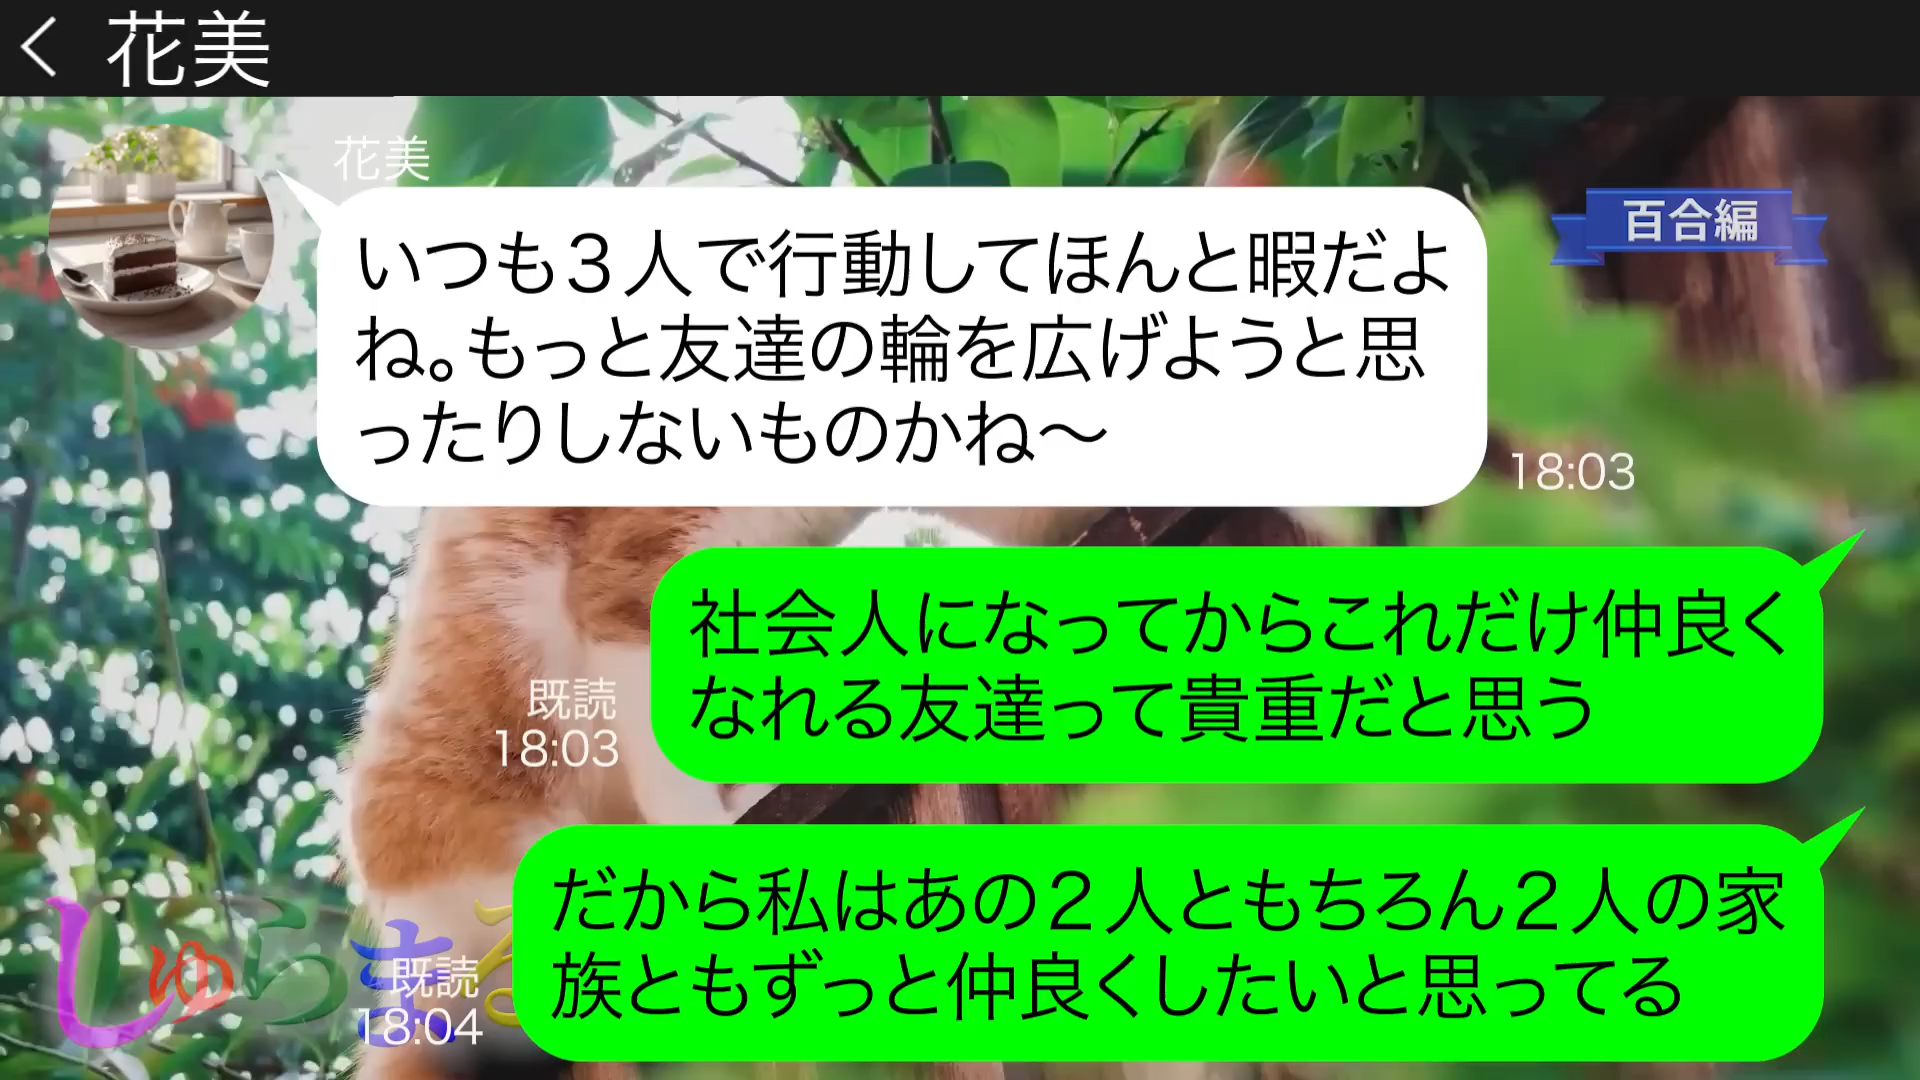 花美
花美
百合編
いつも３人で行動してほんと暇だよ
ね。もっと友達の輪を広げようと思
ったりしないものかね〜
18:03
社会人になってからこれだけ仲良く
なれる友達って貴重だと思う
既読
18:03
だから私はあの２人ともちろん２人の家
族ともずっと仲良くしたいと思ってる
既読
18:04
しゅらまる